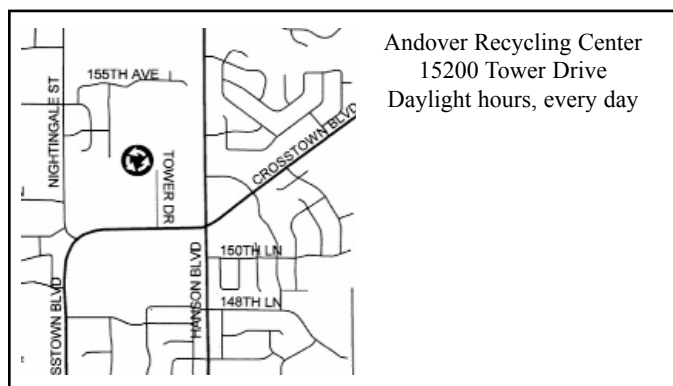 Andover Recycling Center
15200 Tower Drive
Daylight hours, every day
155TH AVE
NIGHTINGALE ST
TOWER DR
CROSSTOWN BLVD
150TH LN
HANSON BLVD
148TH LN
SSTOWN BLVD